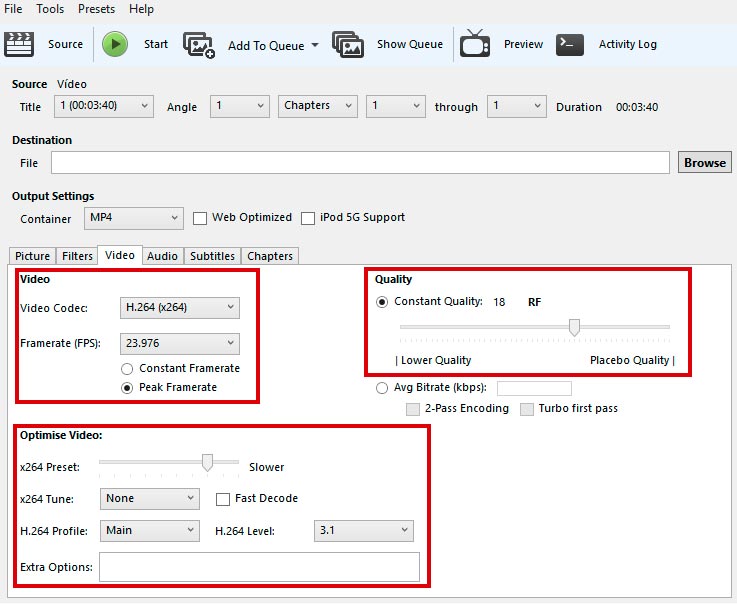 File Tools Presets Help
Source Start Add To Queue Show Queue Preview Activity Log
Source Vídeo
Title 1 (00:03:40) Angle 1 Chapters 1 through 1 Duration 00:03:40
Destination
File Browse
Output Settings
Container MP4 Web Optimized iPod 5G Support
Picture Filters Video Audio Subtitles Chapters
Video
Video Codec: H.264 (x264)
Framerate (FPS): 23.976
Constant Framerate
Peak Framerate
Quality
Constant Quality: 18 RF
| Lower Quality Placebo Quality |
Avg Bitrate (kbps):
2-Pass Encoding Turbo first pass
Optimise Video:
x264 Preset: Slower
x264 Tune: None Fast Decode
H.264 Profile: Main H.264 Level: 3.1
Extra Options: